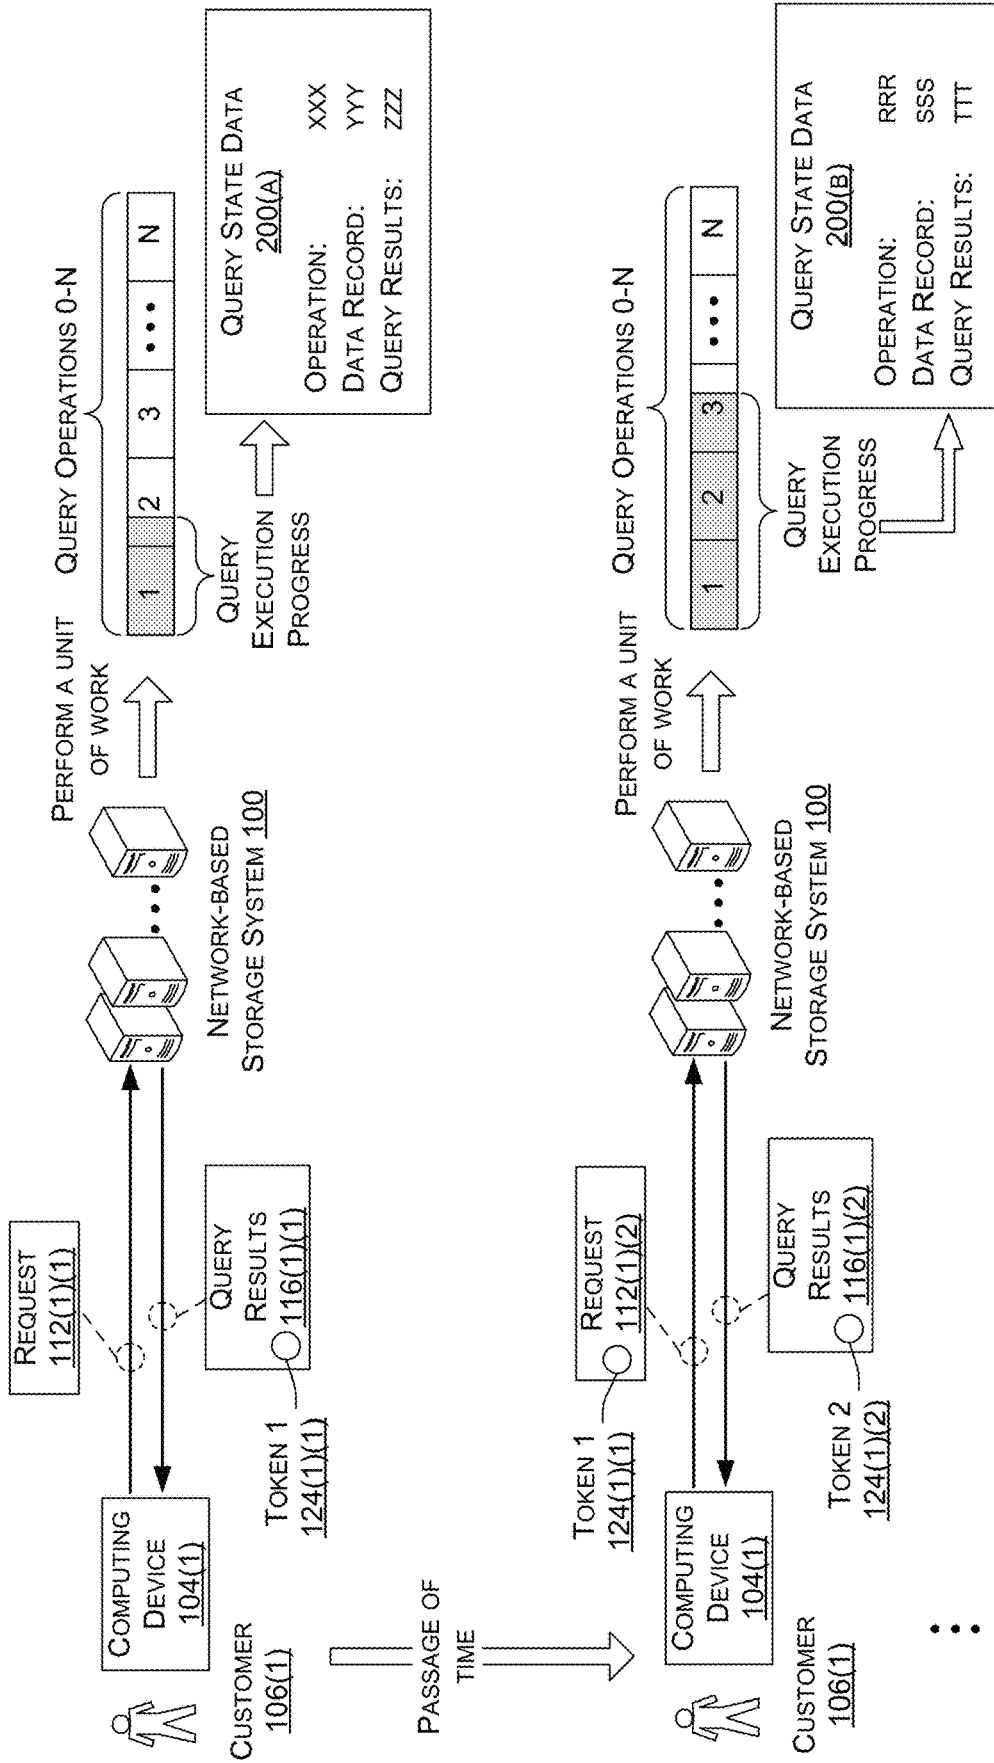 CUSTOMER
106(1)
COMPUTING
DEVICE
104(1)
REQUEST
112(1)(1)
TOKEN 1
124(1)(1)
QUERY
RESULTS
116(1)(1)
NETWORK-BASED
STORAGE SYSTEM 100
PERFORM A UNIT
OF WORK
QUERY OPERATIONS 0-N
1 2 3 ••• N
QUERY
EXECUTION
PROGRESS
QUERY STATE DATA
200(A)
OPERATION: XXX
DATA RECORD: YYY
QUERY RESULTS: ZZZ
PASSAGE OF
TIME
CUSTOMER
106(1)
COMPUTING
DEVICE
104(1)
TOKEN 1
124(1)(1)
REQUEST
112(1)(2)
TOKEN 2
124(1)(2)
QUERY
RESULTS
116(1)(2)
NETWORK-BASED
STORAGE SYSTEM 100
PERFORM A UNIT
OF WORK
QUERY OPERATIONS 0-N
1 2 3 ••• N
QUERY
EXECUTION
PROGRESS
QUERY STATE DATA
200(B)
OPERATION: RRR
DATA RECORD: SSS
QUERY RESULTS: TTT